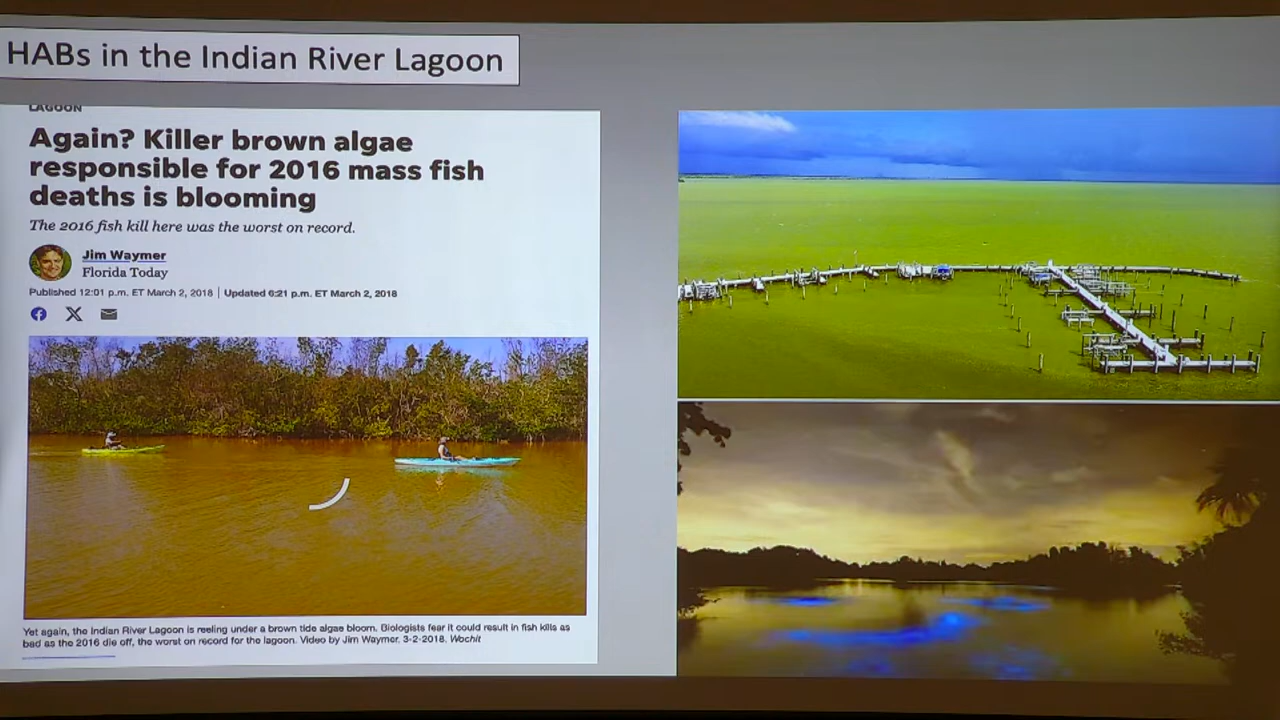 HABs in the Indian River Lagoon
LAGOON
Again? Killer brown algae
responsible for 2016 mass fish
deaths is blooming
The 2016 fish kill here was the worst on record.
Jim Waymer
Florida Today
Published 12:01 p.m. ET March 2, 2018 | Updated 6:21 p.m. ET March 2, 2018
Yet again, the Indian River Lagoon is reeling under a brown tide algae bloom. Biologists fear it could result in fish kills as
bad as the 2016 die off, the worst on record for the lagoon. Video by Jim Waymer, 3-2-2018. Wochit